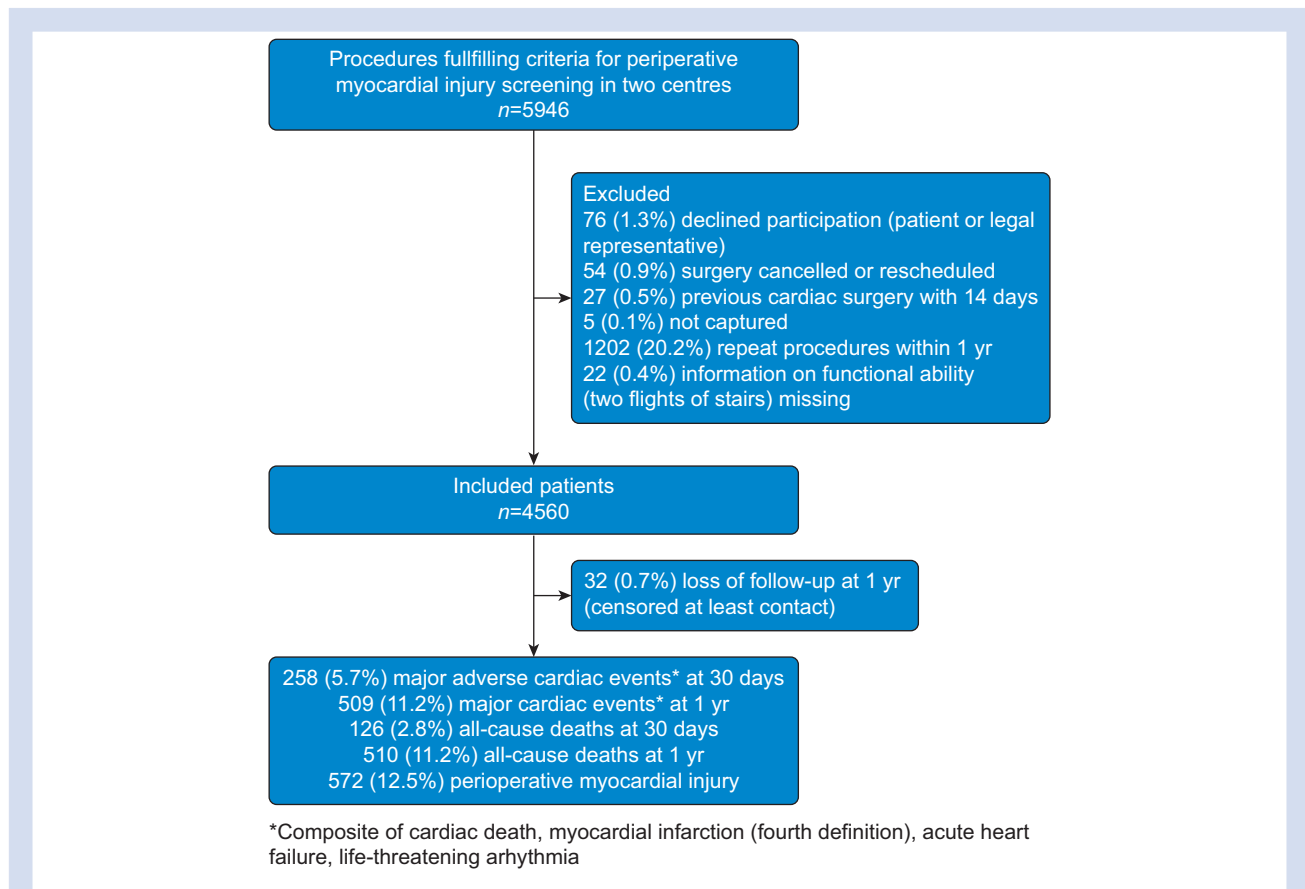 Procedures fullfilling criteria for periperative
myocardial injury screening in two centres
n=5946
Excluded
76 (1.3%) declined participation (patient or legal
representative)
54 (0.9%) surgery cancelled or rescheduled
27 (0.5%) previous cardiac surgery with 14 days
5 (0.1%) not captured
1202 (20.2%) repeat procedures within 1 yr
22 (0.4%) information on functional ability
(two flights of stairs) missing
Included patients
n=4560
32 (0.7%) loss of follow-up at 1 yr
(censored at least contact)
258 (5.7%) major adverse cardiac events* at 30 days
509 (11.2%) major cardiac events* at 1 yr
126 (2.8%) all-cause deaths at 30 days
510 (11.2%) all-cause deaths at 1 yr
572 (12.5%) perioperative myocardial injury
*Composite of cardiac death, myocardial infarction (fourth definition), acute heart
failure, life-threatening arhythmia